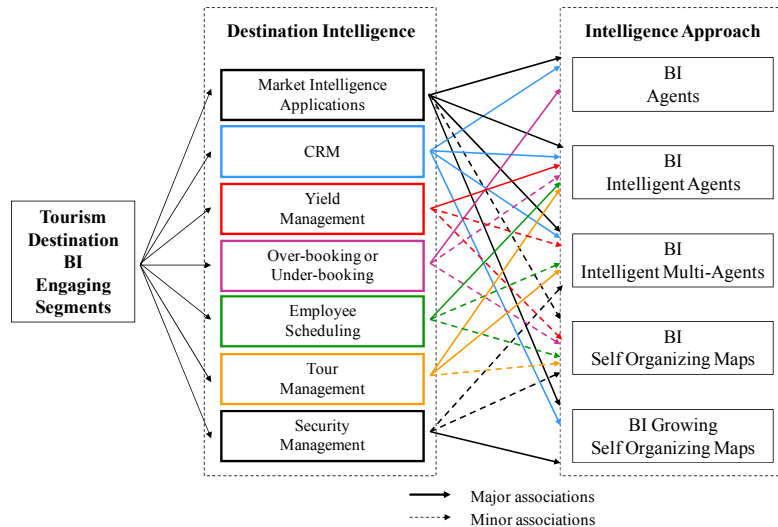 Destination Intelligence
Intelligence Approach
Tourism
Destination
BI
Engaging
Segments
Market Intelligence
Applications
CRM
Yield
Management
Over-booking or
Under-booking
Employee
Scheduling
Tour
Management
Security
Management
BI
Agents
BI
Intelligent Agents
BI
Intelligent Multi-Agents
BI
Self Organizing Maps
BI Growing
Self Organizing Maps
Major associations
Minor associations